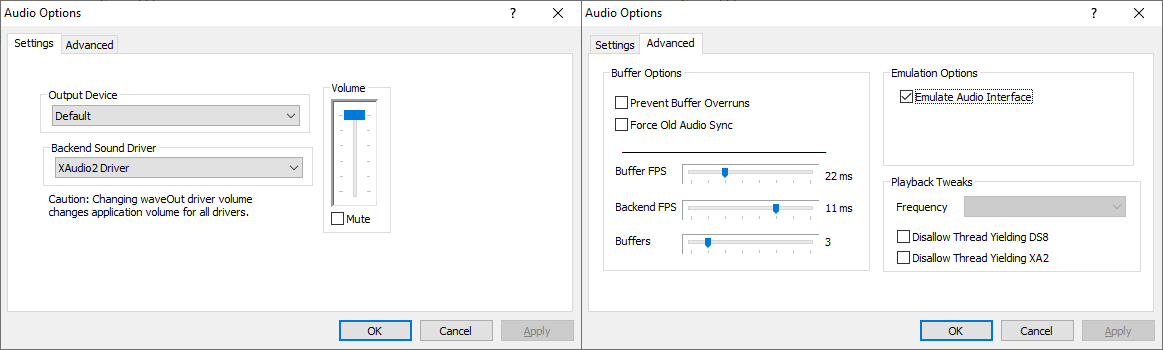 Audio Options
?
Settings
Advanced
Output Device
Default
Backend Sound Driver
XAudio2 Driver
Caution: Changing waveOut driver volume
changes application volume for all drivers.
Volume
Mute
OK
Cancel
Apply
Audio Options
?
Settings
Advanced
Buffer Options
Prevent Buffer Overruns
Force Old Audio Sync
Buffer FPS
22 ms
Backend FPS
11 ms
Buffers
3
Emulation Options
Emulate Audio Interface
Playback Tweaks
Frequency
Disallow Thread Yielding DS8
Disallow Thread Yielding XA2
OK
Cancel
Apply